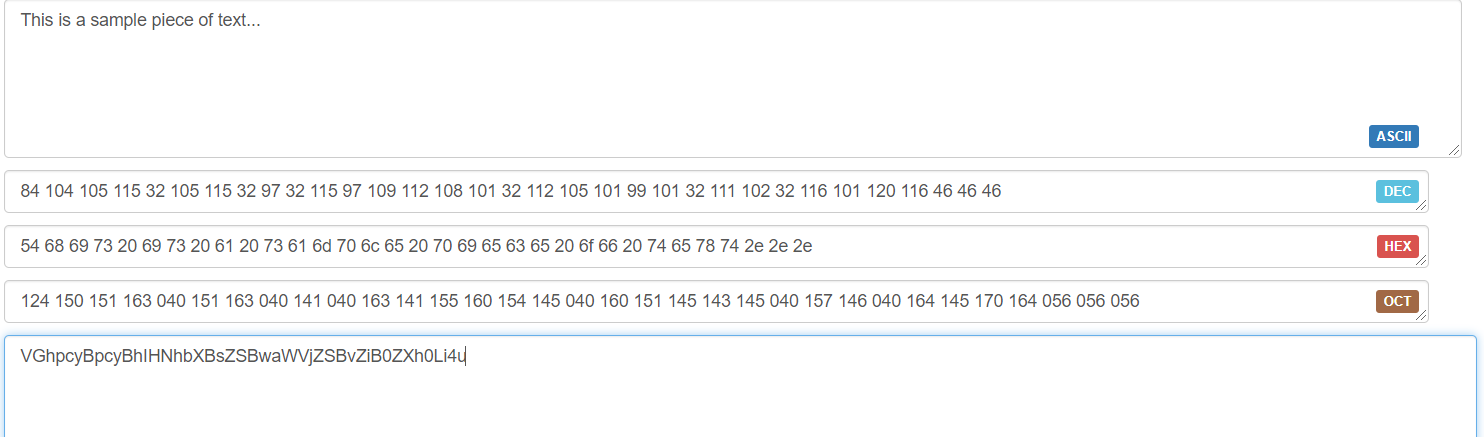 This is a sample piece of text...
ASCII
84 104 105 115 32 105 115 32 97 32 115 97 109 112 108 101 32 112 105 101 99 101 32 111 102 32 116 101 120 116 46 46 46
DEC
54 68 69 73 20 69 73 20 61 20 73 61 6d 70 6c 65 20 70 69 65 63 65 20 6f 66 20 74 65 78 74 2e 2e 2e
HEX
124 150 151 163 040 151 163 040 141 040 163 141 155 160 154 145 040 160 151 145 143 145 040 157 146 040 164 145 170 164 056 056 056
OCT
VGhpcyBpcyBhIHNhbXBsZSBwaWVjZSBvZiB0ZXh0Li4u